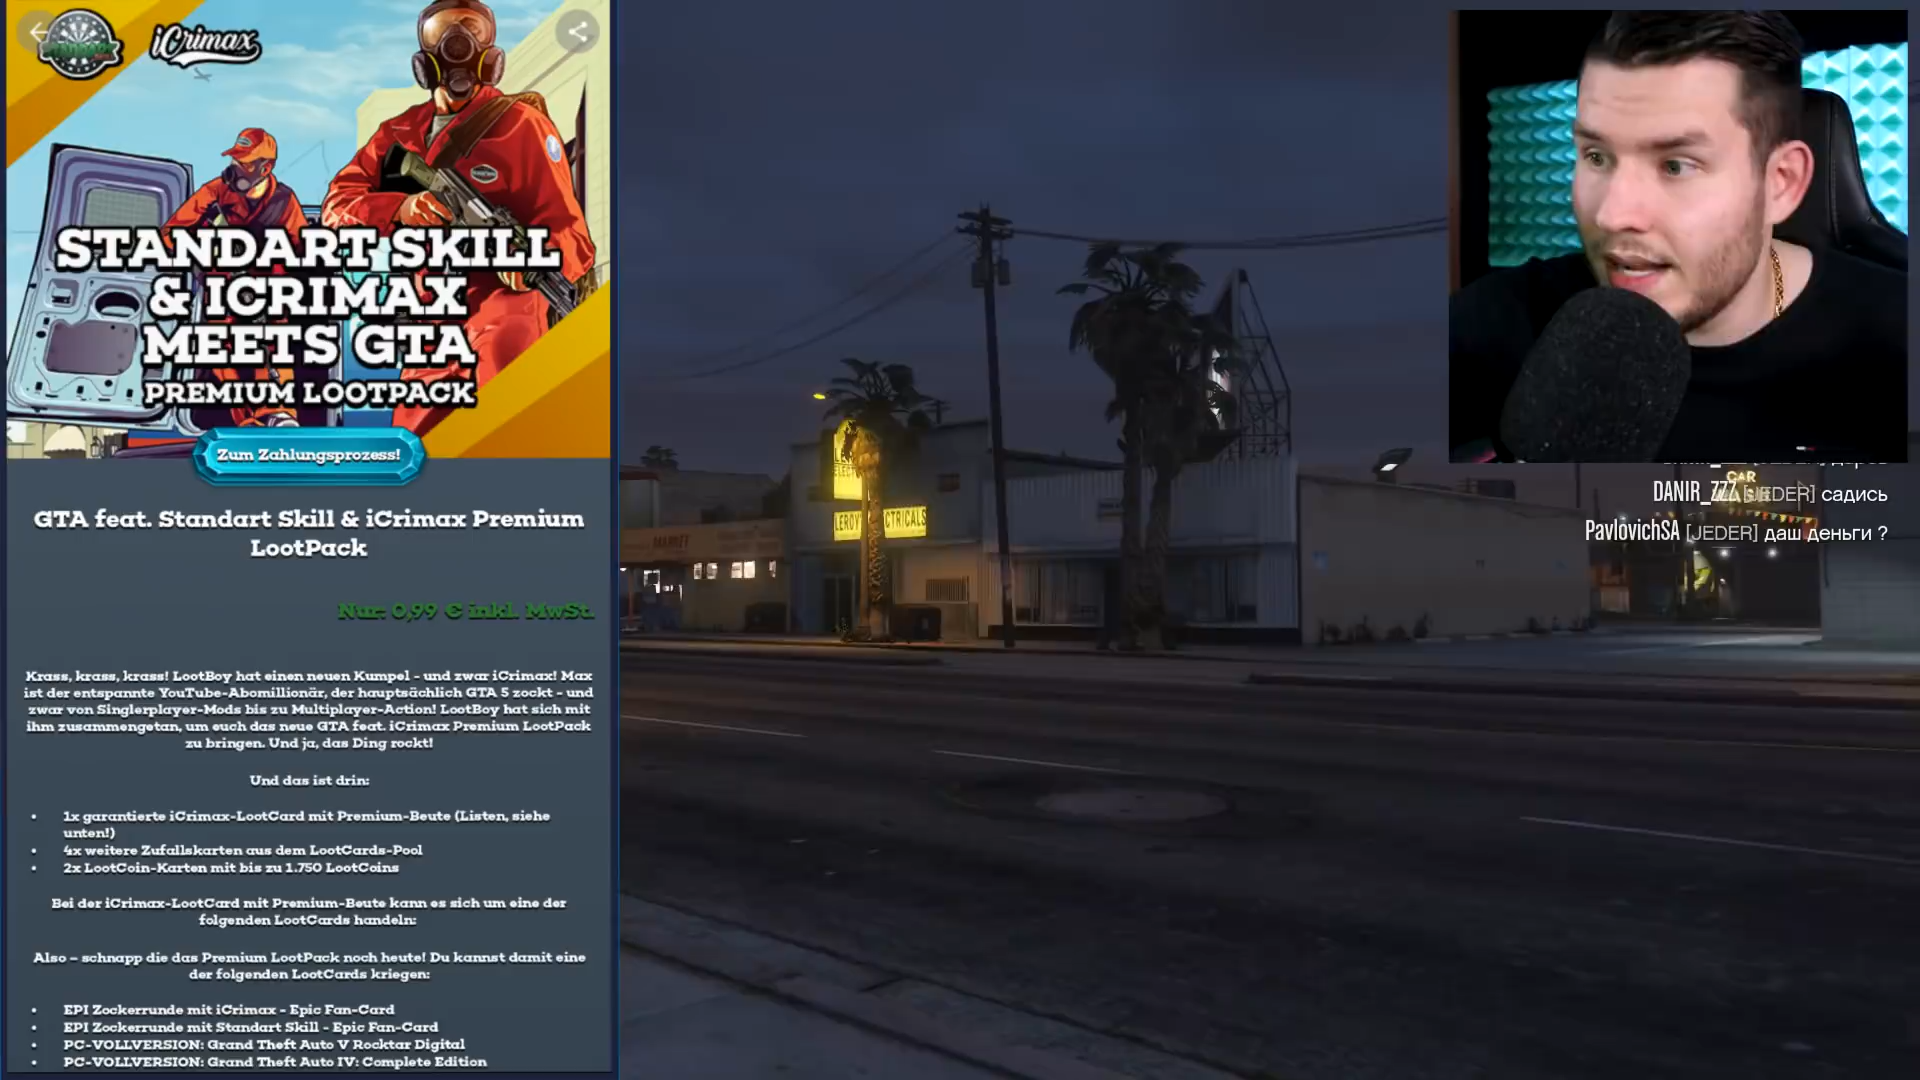 iCrimax
STANDART SKILL
& ICRIMAX
MEETS GTA
PREMIUM LOOTPACK
Zum Zahlungsprozess!
GTA feat. Standart Skill & iCrimax Premium
LootPack
Nur: 0,99 € inkl. MwSt.
Krass, krass, krass! LootBoy hat einen neuen Kumpel - und zwar iCrimax! Max
ist der entspannte YouTube-Abomillionär, der hauptsächlich GTA 5 zockt - und
zwar von Singlerplayer-Mods bis zu Multiplayer-Action! LootBoy hat sich mit
ihm zusammengetan, um euch das neue GTA feat. iCrimax Premium LootPack
zu bringen. Und ja, das Ding rockt!
Und das ist drin:
• 1x garantierte iCrimax-LootCard mit Premium-Beute (Listen, siehe
unten!)
• 4x weitere Zufallskarten aus dem LootCards-Pool
• 2x LootCoin-Karten mit bis zu 1.750 LootCoins
Bei der iCrimax-LootCard mit Premium-Beute kann es sich um eine der
folgenden LootCards handeln:
Also – schnapp die das Premium LootPack noch heute! Du kannst damit eine
der folgenden LootCards kriegen:
• EPI Zockerrunde mit iCrimax - Epic Fan-Card
• EPI Zockerrunde mit Standart Skill - Epic Fan-Card
• PC-VOLLVERSION: Grand Theft Auto V Rocktar Digital
• PC-VOLLVERSION: Grand Theft Auto IV: Complete Edition
MARKET
CAR
DANIR_ZZZ [JEDER] садись
PavlovichSA [JEDER] даш деньги ?